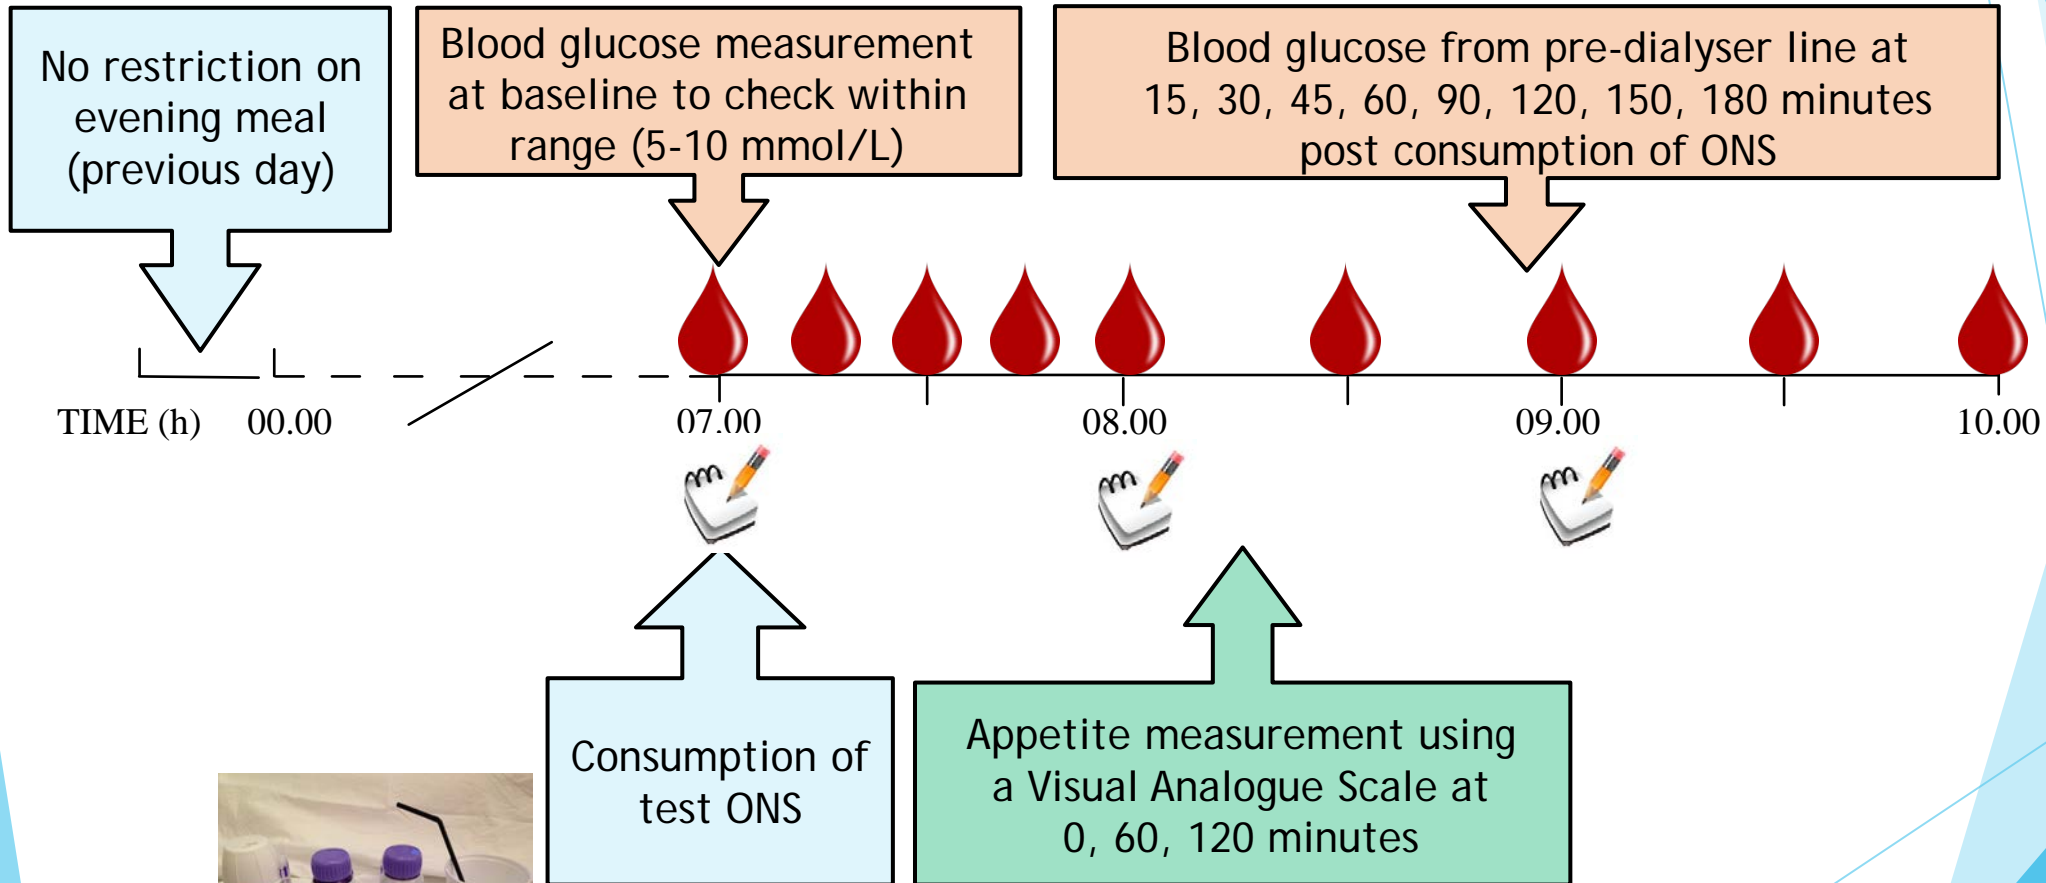 No restriction on
evening meal
(previous day)
Blood glucose measurement
at baseline to check within
range (5-10 mmol/L)
Blood glucose from pre-dialyser line at
15, 30, 45, 60, 90, 120, 150, 180 minutes
post consumption of ONS
TIME (h) 00.00 07.00 08.00 09.00 10.00
Consumption of
test ONS
Appetite measurement using
a Visual Analogue Scale at
0, 60, 120 minutes